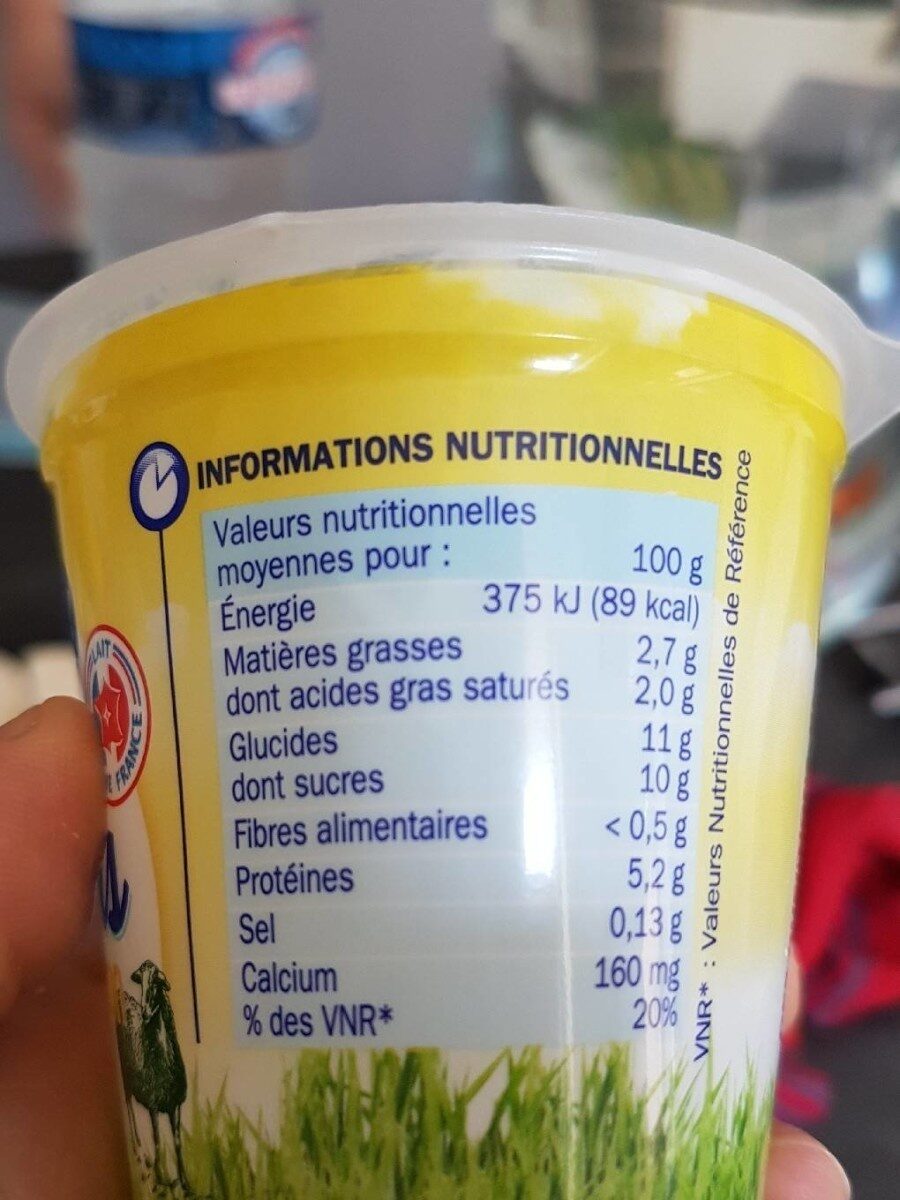 INFORMATIONS NUTRITIONNELLES
Valeurs nutritionnelles
moyennes pour : 100 g
Énergie 375 kJ (89 kcal)
Matières grasses 2,7 g
dont acides gras saturés 2,0 g
Glucides 11 g
dont sucres 10 g
Fibres alimentaires < 0,5 g
Protéines 5,2 g
Sel 0,13 g
Calcium 160 mg
% des VNR* 20%
VNR* : Valeurs Nutritionnelles de Référence
LAIT
FRANCE